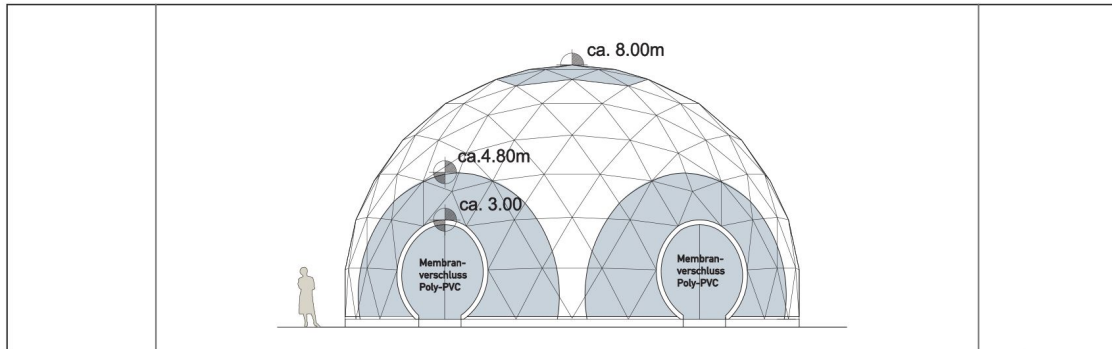 ca. 8.00m
ca.4.80m
ca. 3.00
Membran-
verschluss
Poly-PVC
Membran-
verschluss
Poly-PVC